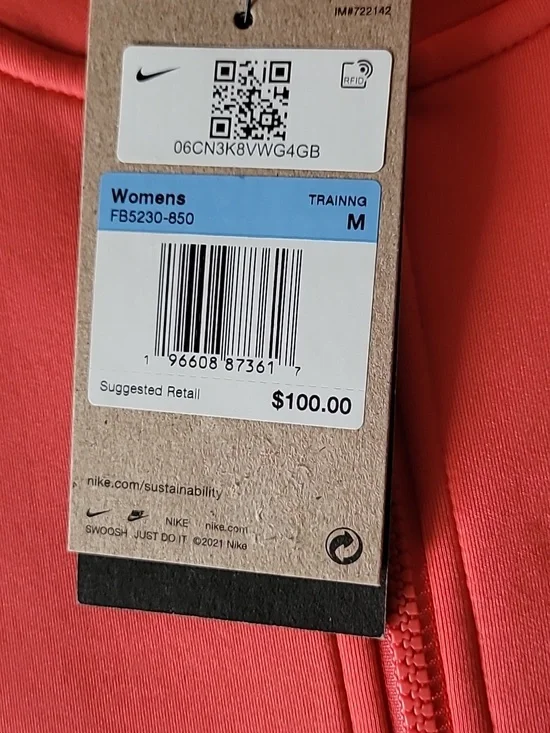 IM#722142
RFID
06CN3K8VWG4GB
Womens TRAINNG
FB5230-850 M
1 96608 87361 7
Suggested Retail $100.00
nike.com/sustainability
NIKE nike.com
SWOOSH JUST DO IT ©2021 Nike